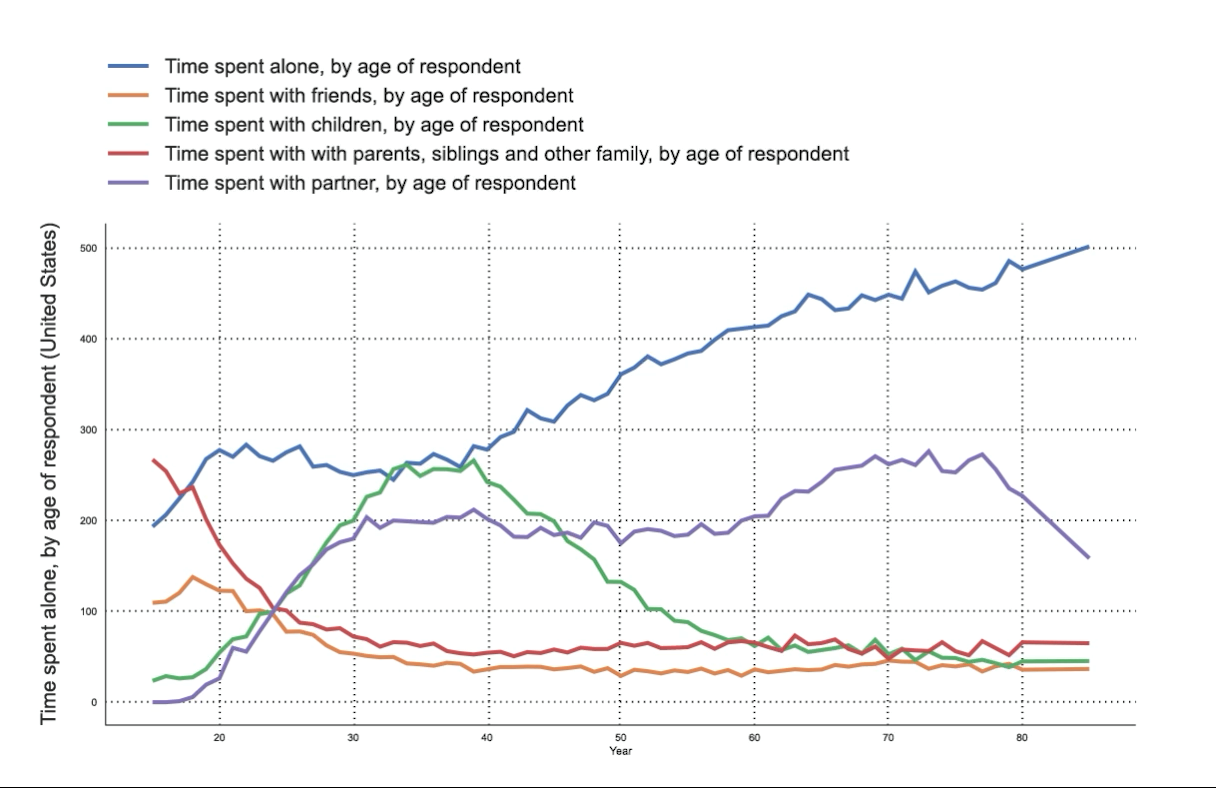 Time spent alone, by age of respondent
Time spent with friends, by age of respondent
Time spent with children, by age of respondent
Time spent with with parents, siblings and other family, by age of respondent
Time spent with partner, by age of respondent
Time spent alone, by age of respondent (United States)
500
400
300
200
100
0
20 30 40 50 60 70 80
Year